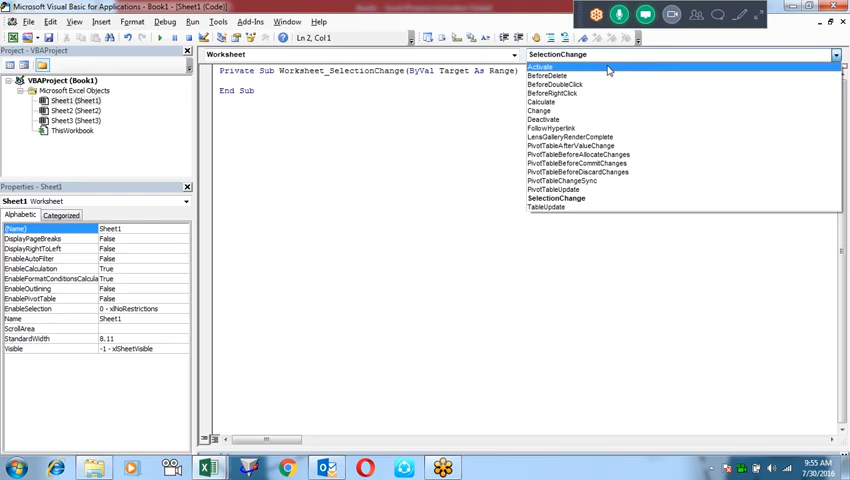 Microsoft Visual Basic for Applications - Book1 - [Sheet1 (Code)]
File Edit View Insert Format Debug Run Tools Add-Ins Window Help
Ln 2, Col 1
Project - VBAProject
VBAProject (Book1)
Microsoft Excel Objects
Sheet1 (Sheet1)
Sheet2 (Sheet2)
Sheet3 (Sheet3)
ThisWorkbook
Properties - Sheet1
Sheet1 Worksheet
Alphabetic Categorized
(Name) Sheet1
DisplayPageBreaks False
DisplayRightToLeft False
EnableAutoFilter False
EnableCalculation True
EnableFormatConditionsCalcula True
EnableOutlining False
EnablePivotTable False
EnableSelection 0 - xlNoRestrictions
Name Sheet1
ScrollArea
StandardWidth 8.11
Visible -1 - xlSheetVisible
Worksheet
SelectionChange
Private Sub Worksheet_SelectionChange(ByVal Target As Range)
End Sub
Activate
BeforeDelete
BeforeDoubleClick
BeforeRightClick
Calculate
Change
Deactivate
FollowHyperlink
LensGalleryRenderComplete
PivotTableAfterValueChange
PivotTableBeforeAllocateChanges
PivotTableBeforeCommitChanges
PivotTableBeforeDiscardChanges
PivotTableChangeSync
PivotTableUpdate
SelectionChange
TableUpdate
9:55 AM
7/30/2016